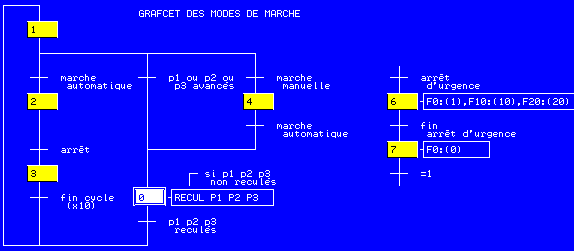 GRAFCET DES MODES DE MARCHE
1
marche
automatique
p1 ou p2 ou
p3 avancés
marche
manuelle
arrêt
d'urgence
2
4
6
F0:(1),F10:(10),F20:(20)
marche
automatique
fin
arrêt d'urgence
arrêt
7
F0:(0)
3
si p1 p2 p3
non reculés
=1
fin cycle
(x10)
0
RECUL P1 P2 P3
p1 p2 p3
reculés